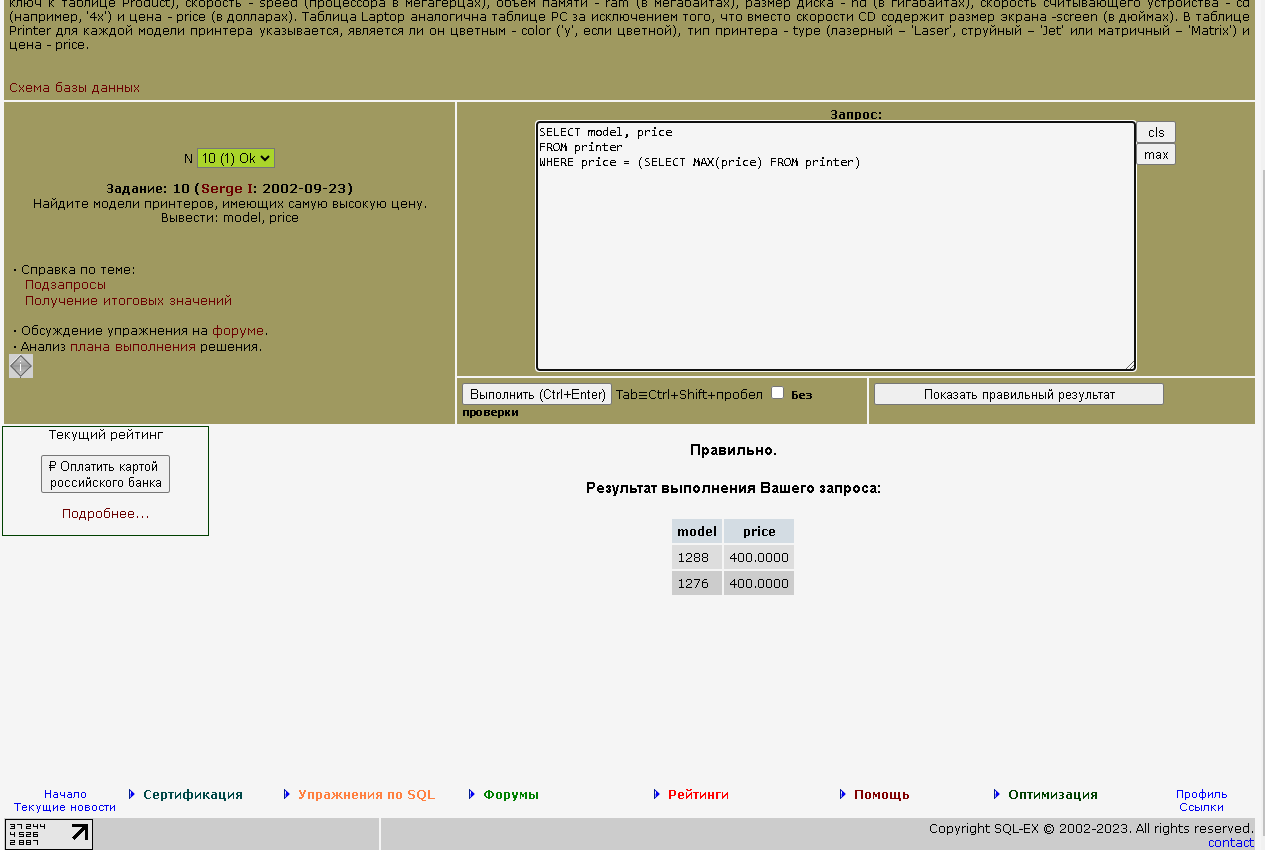 ключ к таблице Product), скорость - speed (процессора в мегагерцах), объем памяти - ram (в мегабайтах), размер диска - hd (в гигабайтах), скорость считывающего устройства - cd
(например, '4x') и цена - price (в долларах). Таблица Laptop аналогична таблице PC за исключением того, что вместо скорости CD содержит размер экрана -screen (в дюймах). В таблице
Printer для каждой модели принтера указывается, является ли он цветным - color ('y', если цветной), тип принтера - type (лазерный – 'Laser', струйный – 'Jet' или матричный – 'Matrix') и
цена - price.
Схема базы данных
N 10 (1) Ok
Задание: 10 (Serge I: 2002-09-23)
Найдите модели принтеров, имеющих самую высокую цену.
Вывести: model, price
· Справка по теме:
Подзапросы
Получение итоговых значений
· Обсуждение упражнения на форуме.
· Анализ плана выполнения решения.
Запрос:
SELECT model, price
FROM printer
WHERE price = (SELECT MAX(price) FROM printer)
cls
max
Выполнить (Ctrl+Enter) Tab≡Ctrl+Shift+пробел Без
проверки
Показать правильный результат
Текущий рейтинг
₽ Оплатить картой
российского банка
Подробнее...
Правильно.
Результат выполнения Вашего запроса:
model price
1288 400.0000
1276 400.0000
Начало
Текущие новости
Сертификация
Упражнения по SQL
Форумы
Рейтинги
Помощь
Оптимизация
Профиль
Ссылки
37244
4526
2887
Copyright SQL-EX © 2002-2023. All rights reserved.
contact